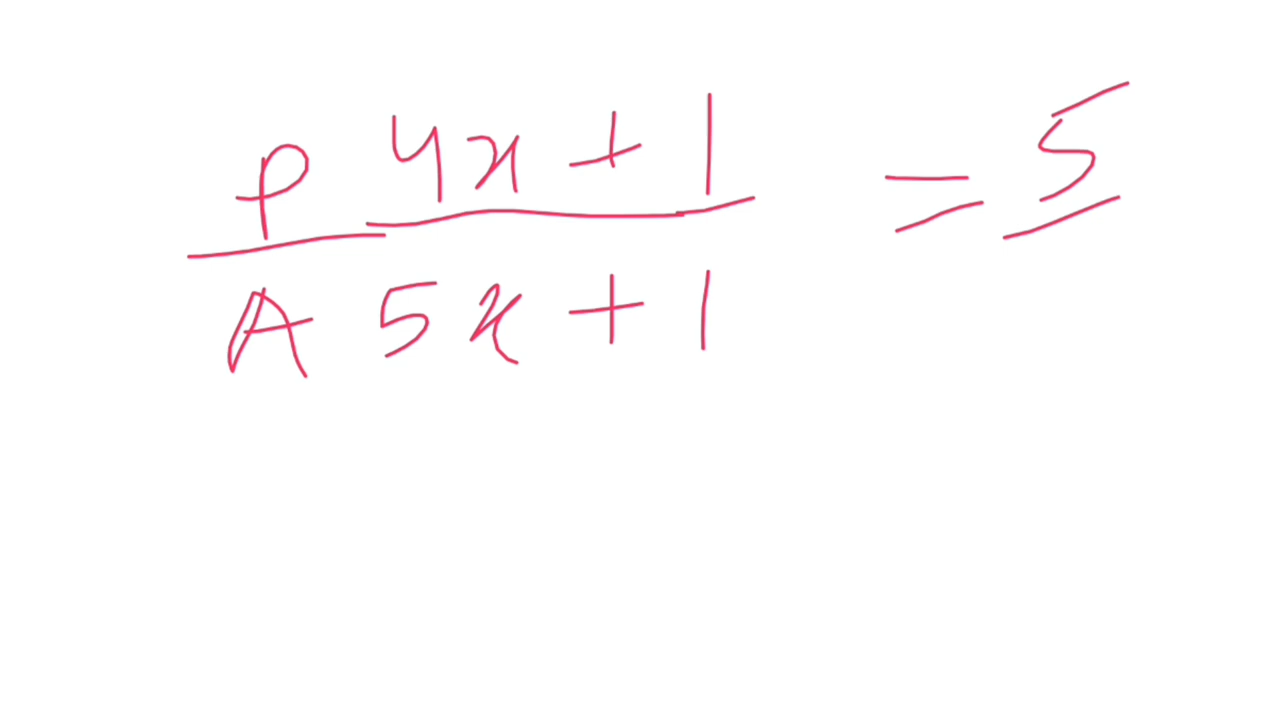 P 4x + 1 = 5
A 5x + 1